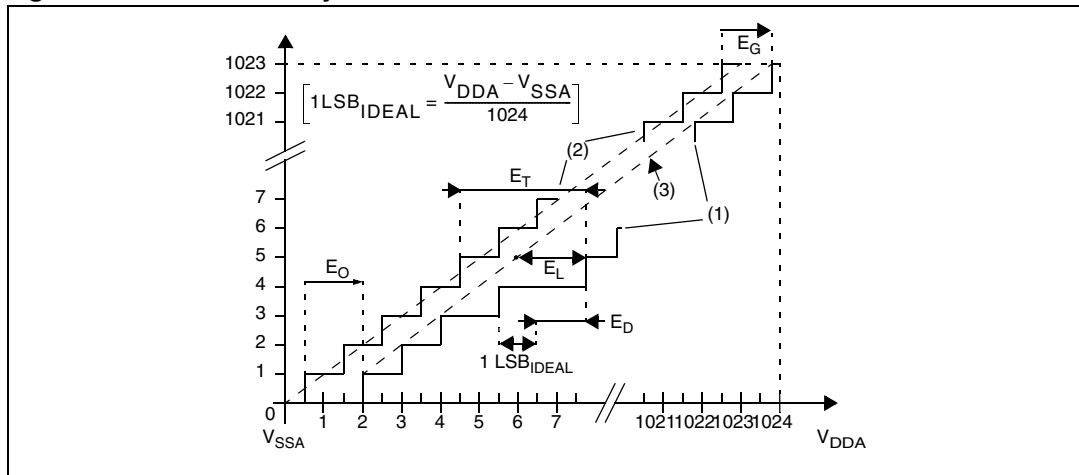 E_G
1023
1022
1021
[1LSB_IDEAL = (V_DDA – V_SSA) / 1024]
(2)
(3)
(1)
E_T
7
6
5
4
3
2
1
0
E_O
E_L
E_D
1 LSB_IDEAL
1 2 3 4 5 6 7 1021 1022 1023 1024
V_SSA
V_DDA